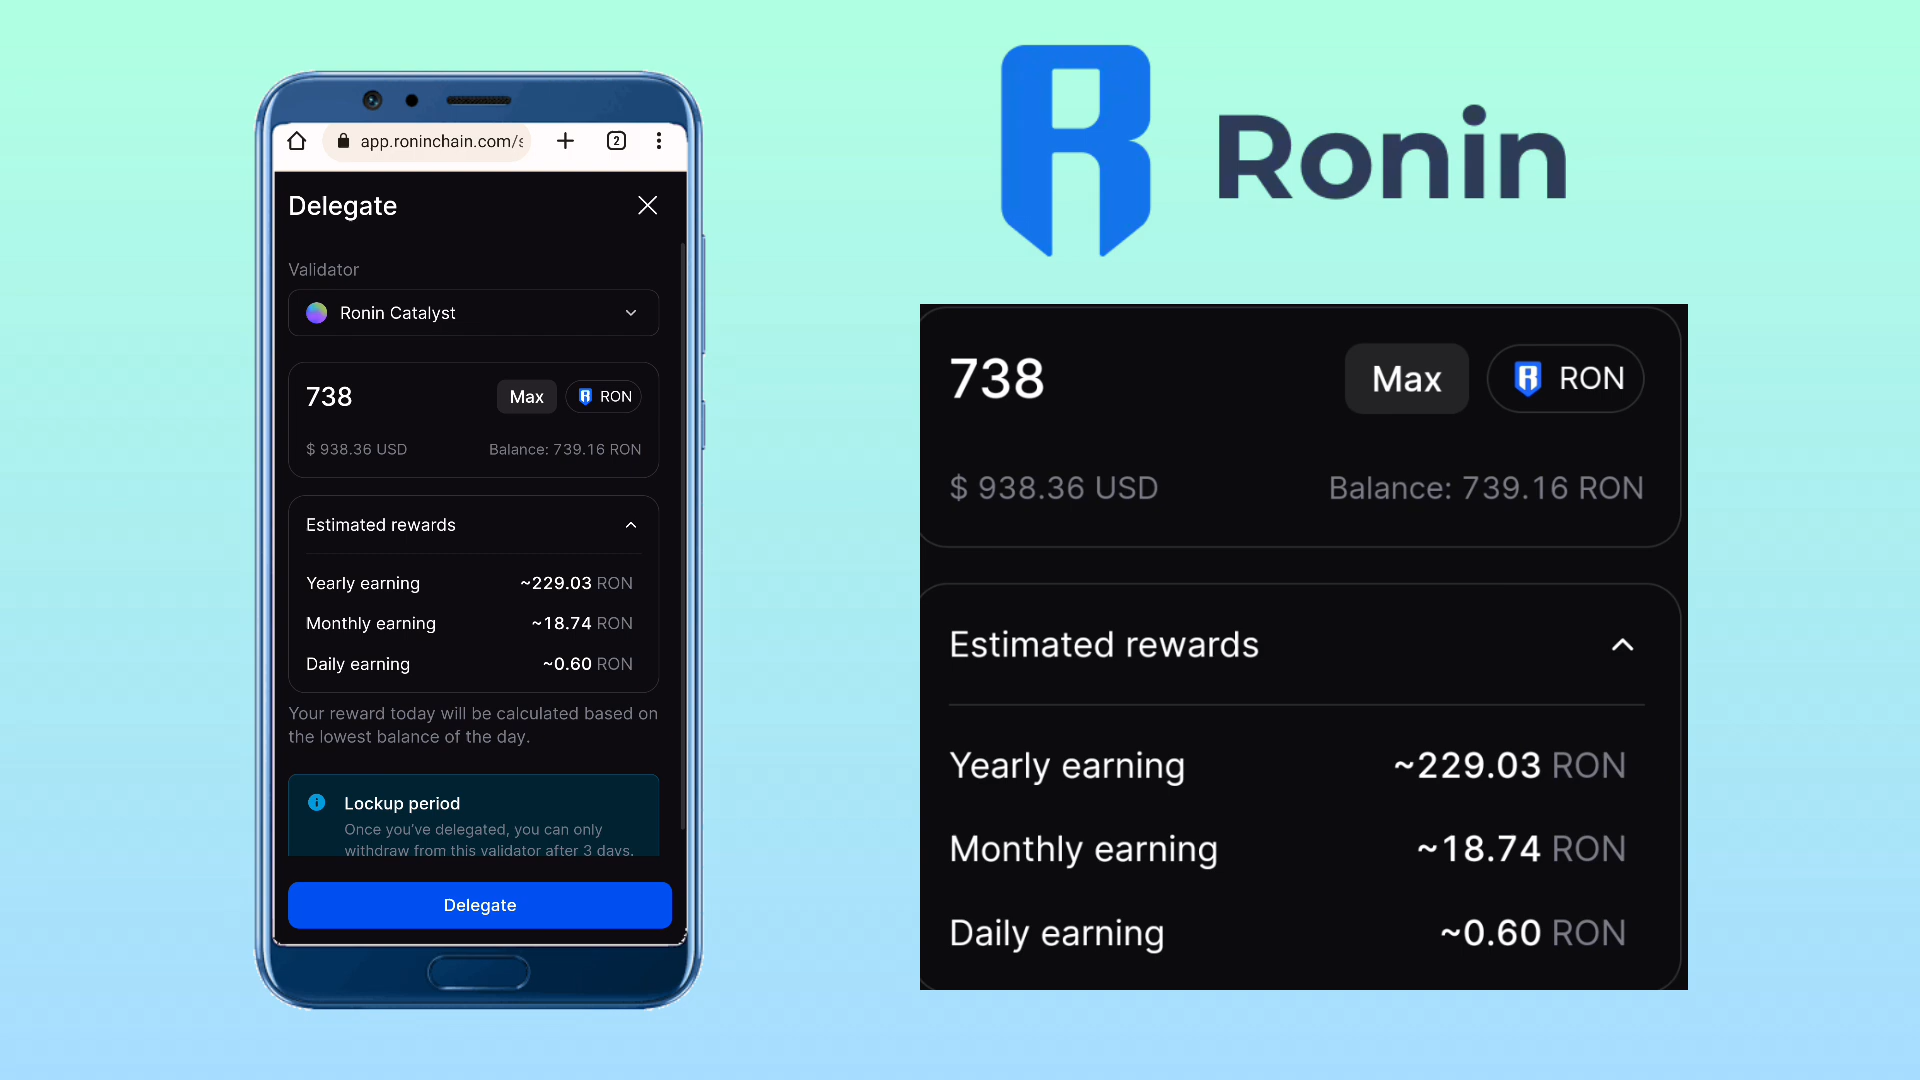 app.roninchain.com/s
2
Delegate
Validator
Ronin Catalyst
738
Max
RON
$ 938.36 USD
Balance: 739.16 RON
Estimated rewards
Yearly earning ~229.03 RON
Monthly earning ~18.74 RON
Daily earning ~0.60 RON
Your reward today will be calculated based on
the lowest balance of the day.
Lockup period
Once you've delegated, you can only
withdraw from this validator after 3 days.
Delegate
Ronin
738
Max
RON
$ 938.36 USD
Balance: 739.16 RON
Estimated rewards
Yearly earning ~229.03 RON
Monthly earning ~18.74 RON
Daily earning ~0.60 RON